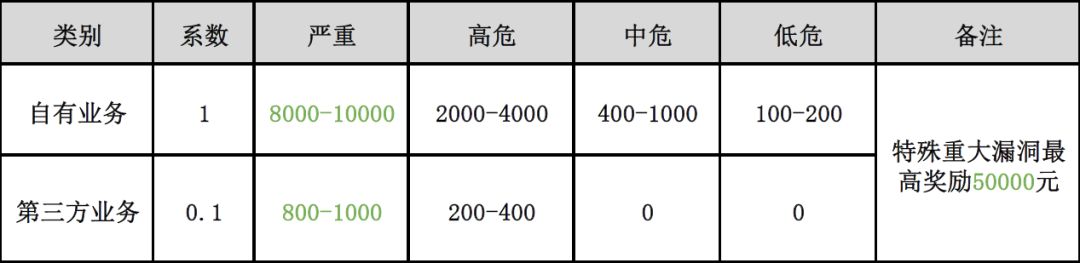 类别 系数 严重 高危 中危 低危 备注
自有业务 1 8000-10000 2000-4000 400-1000 100-200
特殊重大漏洞最
高奖励50000元
第三方业务 0.1 800-1000 200-400 0 0